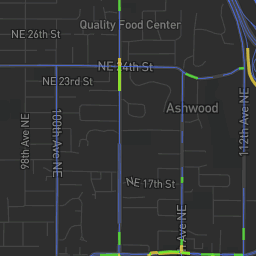 Quality Food Center
NE 26th St
NE 24th St
NE 23rd St
Ashwood
98th Ave NE
100th Ave NE
112th Ave NE
NE 17th St
Ave NE